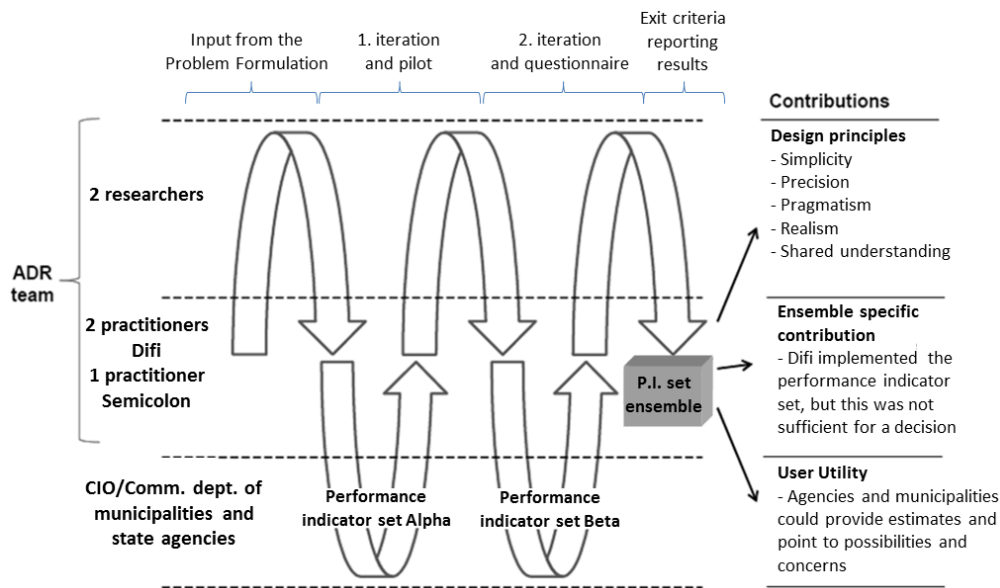 Input from the
Problem Formulation
1. iteration
and pilot
2. iteration
and questionnaire
Exit criteria
reporting
results
Contributions
Design principles
- Simplicity
- Precision
- Pragmatism
- Realism
- Shared understanding
2 researchers
ADR
team
2 practitioners
Difi
1 practitioner
Semicolon
P.I. set
ensemble
Ensemble specific
contribution
- Difi implemented the
performance indicator
set, but this was not
sufficient for a decision
CIO/Comm. dept. of
municipalities and
state agencies
Performance
indicator set Alpha
Performance
indicator set Beta
User Utility
- Agencies and municipalities
could provide estimates and
point to possibilities and
concerns